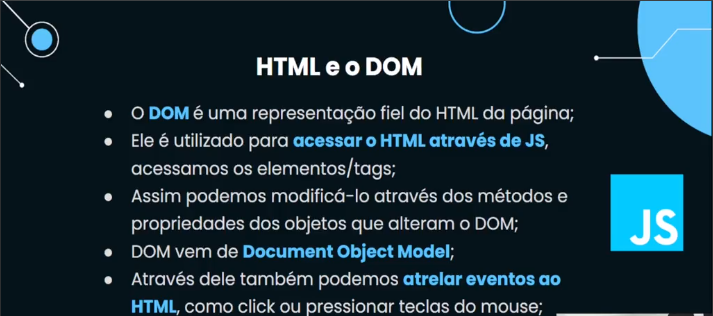 HTML e o DOM
● O DOM é uma representação fiel do HTML da página;
● Ele é utilizado para acessar o HTML através de JS,
acessamos os elementos/tags;
● Assim podemos modificá-lo através dos métodos e
propriedades dos objetos que alteram o DOM;
JS
● DOM vem de Document Object Model;
● Através dele também podemos atrelar eventos ao
HTML, como click ou pressionar teclas do mouse;